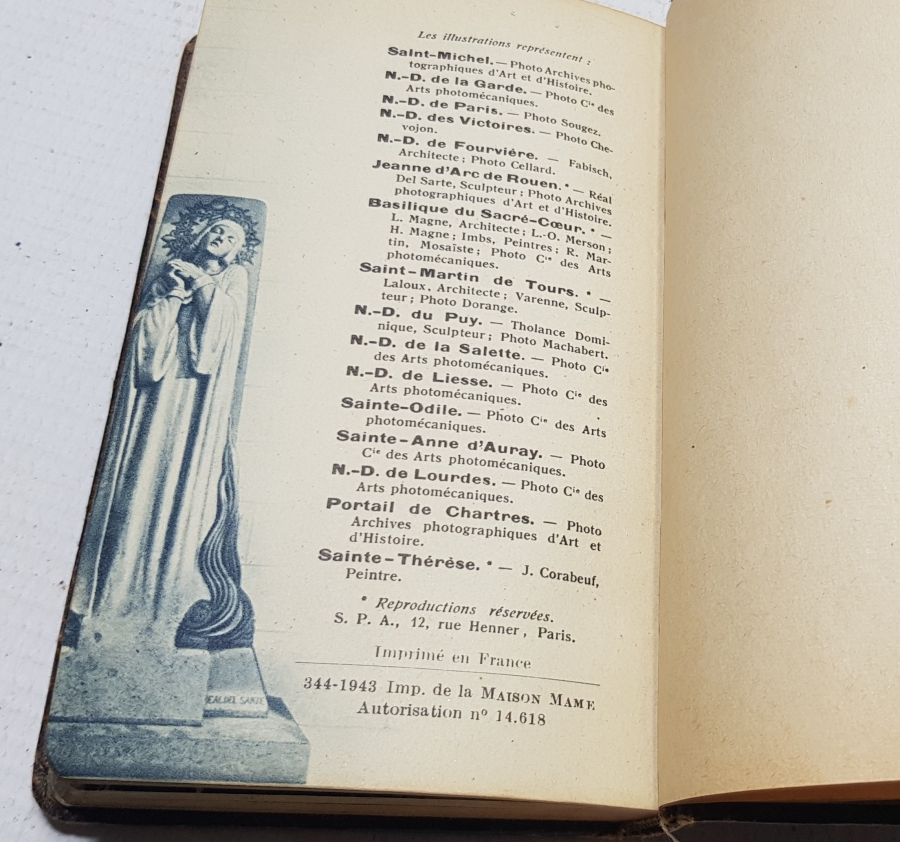 Les illustrations représentent :
Saint-Michel. — Photo Archives pho-
tographiques d'Art et d'Histoire.
N.-D. de la Garde. — Photo Cie des
Arts photomécaniques.
N.-D. de Paris. — Photo Sougez.
N.-D. des Victoires. — Photo Che-
vojon.
N.-D. de Fourvière. — Fabisch,
Architecte ; Photo Cellard.
Jeanne d'Arc de Rouen. * — Réal
Del Sarte, Sculpteur ; Photo Archives
photographiques d'Art et d'Histoire.
Basilique du Sacré-Cœur. * —
L. Magne, Architecte ; L.-O. Merson ;
H. Magne ; Imbs, Peintres ; R. Mar-
tin, Mosaïste ; Photo Cie des Arts
photomécaniques.
Saint-Martin de Tours. * —
Laloux, Architecte ; Varenne, Sculp-
teur ; Photo Dorange.
N.-D. du Puy. — Tholance Domi-
nique, Sculpteur ; Photo Machabert.
N.-D. de la Salette. — Photo Cie
des Arts photomécaniques.
N.-D. de Liesse. — Photo Cie des
Arts photomécaniques.
Sainte-Odile. — Photo Cie des Arts
photomécaniques.
Sainte-Anne d'Auray. — Photo
Cie des Arts photomécaniques.
N.-D. de Lourdes. — Photo Cie des
Arts photomécaniques.
Portail de Chartres. — Photo
Archives photographiques d'Art et
d'Histoire.
Sainte-Thérèse. * — J. Corabeuf,
Peintre.
* Reproductions réservées.
S. P. A., 12, rue Henner, Paris.
Imprimé en France
344-1943 Imp. de la MAISON MAME
Autorisation nº 14.618
REAL DEL SARTE